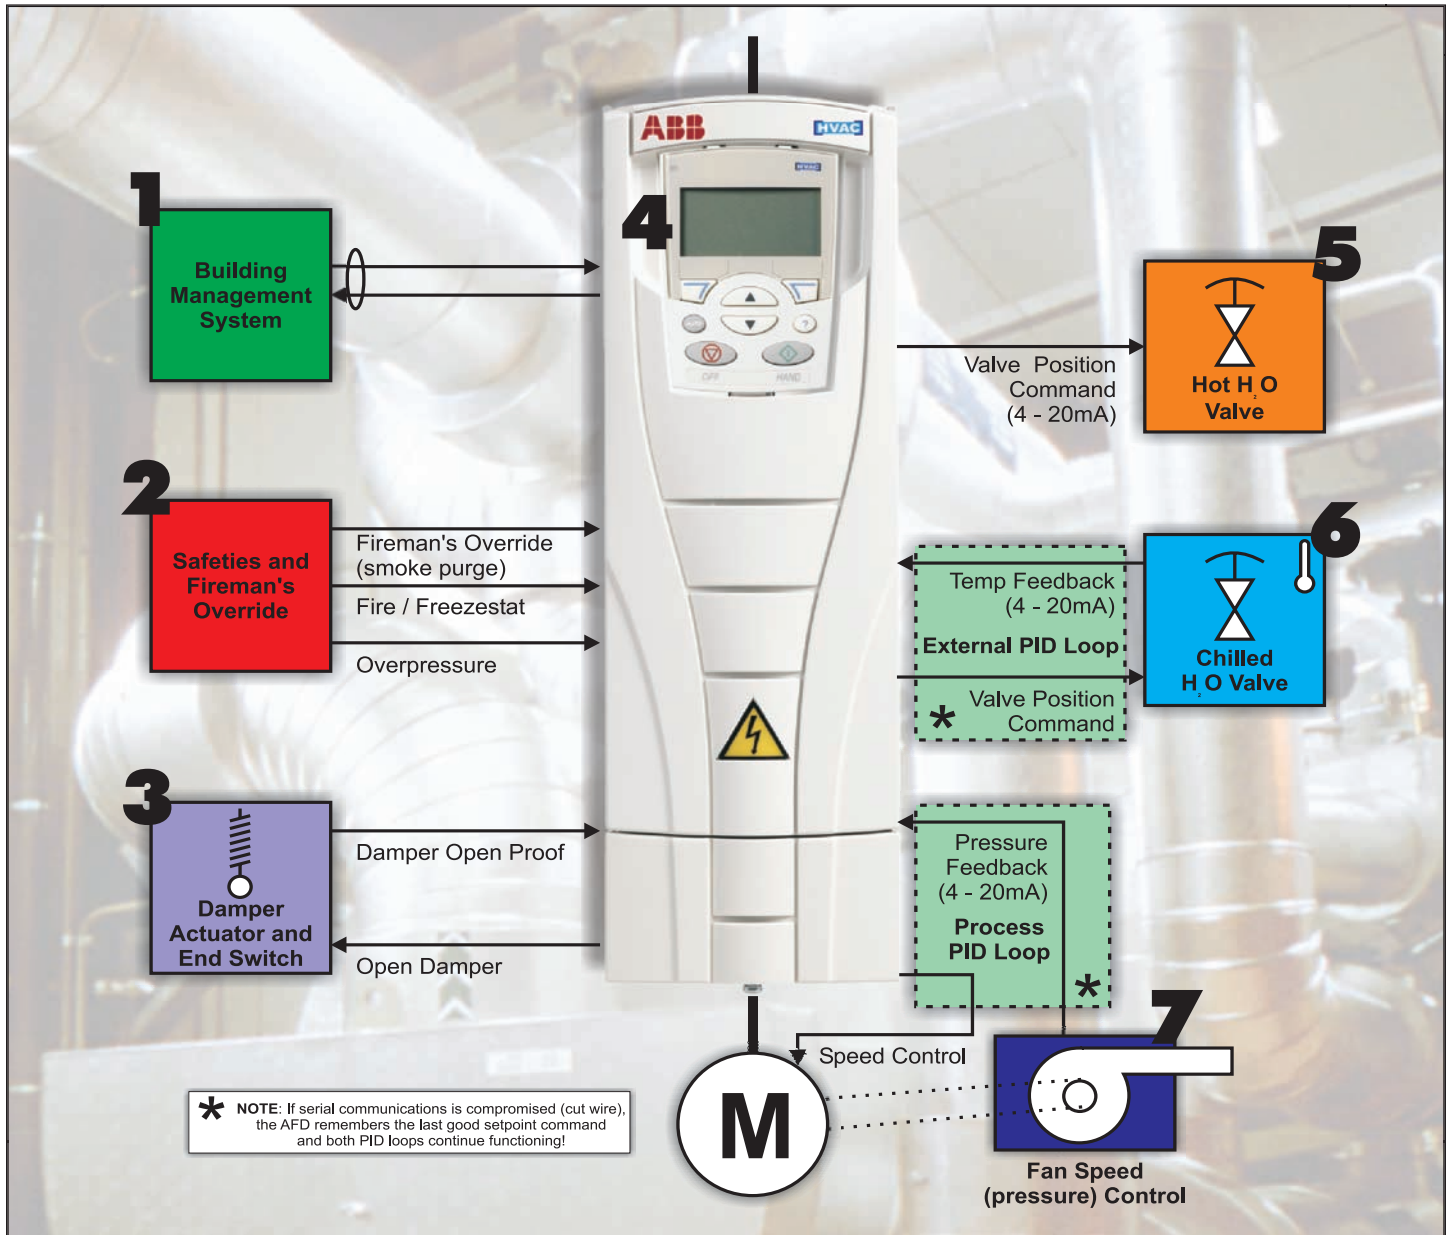 ABB
HVAC
HVAC
4
OFF
HAND
?
1
Building
Management
System
2
Safeties and
Fireman's
Override
Fireman's Override
(smoke purge)
Fire / Freezestat
Overpressure
3
Damper
Actuator and
End Switch
Damper Open Proof
Open Damper
5
Hot H₂O
Valve
Valve Position
Command
(4 - 20mA)
6
Chilled
H₂O Valve
Temp Feedback
(4 - 20mA)
External PID Loop
* Valve Position
Command
Pressure
Feedback
(4 - 20mA)
Process
PID Loop
*
7
Speed Control
M
Fan Speed
(pressure) Control
* NOTE: If serial communications is compromised (cut wire),
the AFD remembers the last good setpoint command
and both PID loops continue functioning!